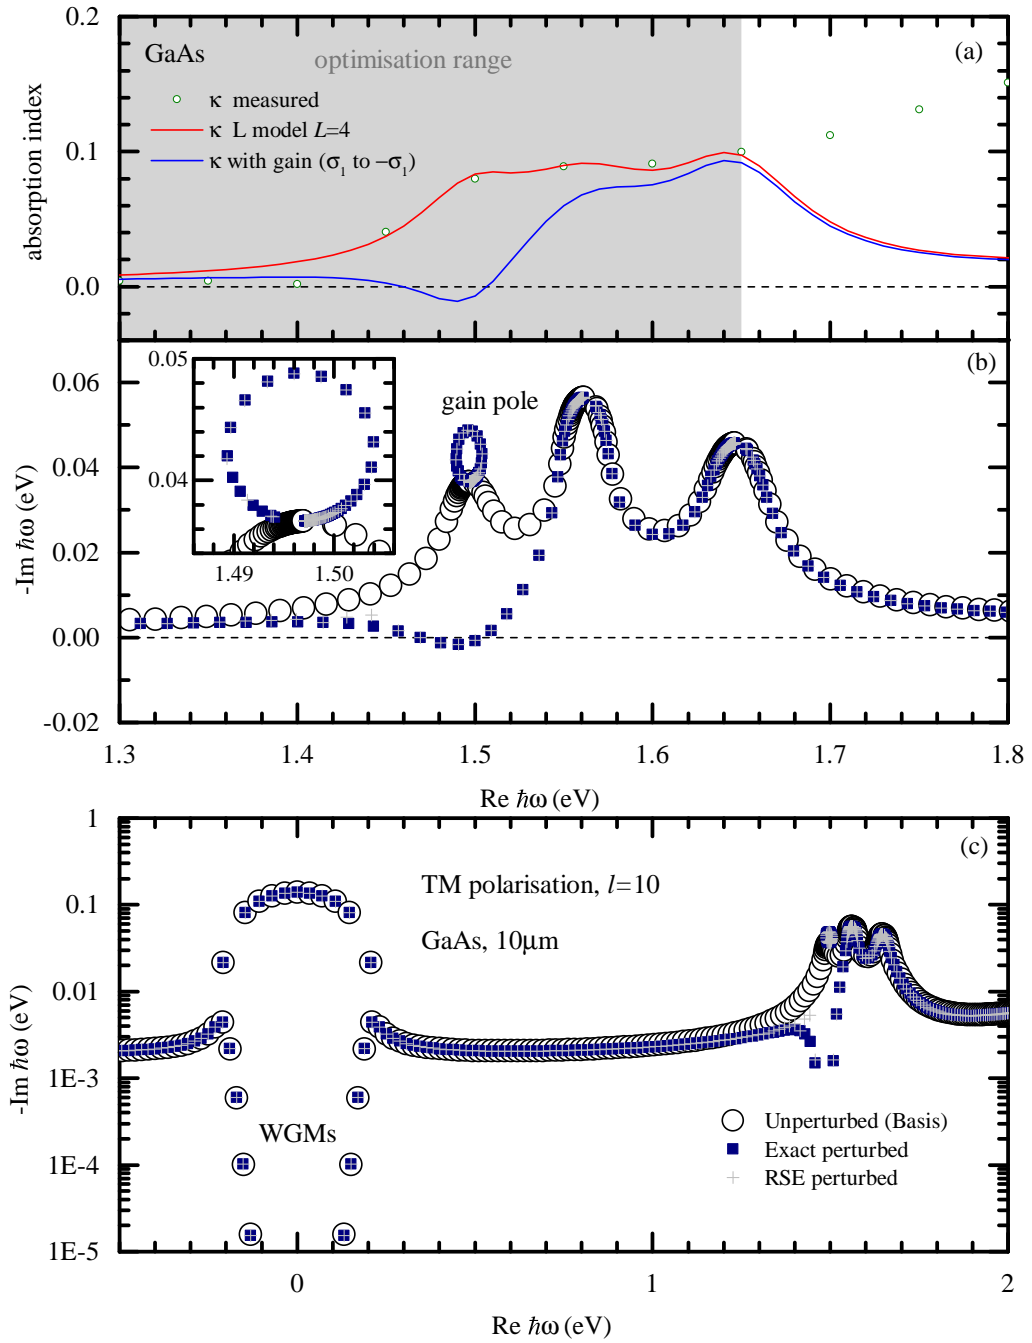 0.2
(a)
GaAs
optimisation range
κ measured
κ L model L=4
κ with gain (σ₁ to −σ₁)
0.1
0.0
absorption index
(b)
0.06
0.04
0.02
0.00
-0.02
-Im ℏω (eV)
0.05
0.04
1.49
1.50
gain pole
1.3
1.4
1.5
1.6
1.7
1.8
Re ℏω (eV)
1
(c)
TM polarisation, l=10
0.1
GaAs, 10μm
0.01
1E-3
1E-4
1E-5
-Im ℏω (eV)
WGMs
Unperturbed (Basis)
Exact perturbed
RSE perturbed
0
1
2
Re ℏω (eV)